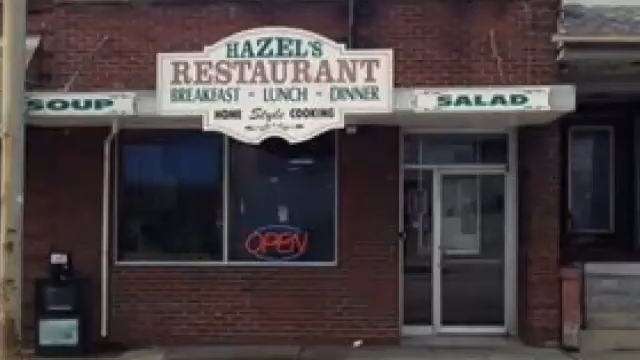 HAZEL'S
RESTAURANT
BREAKFAST - LUNCH - DINNER
HOME Style COOKING
SOUP
SALAD
OPEN